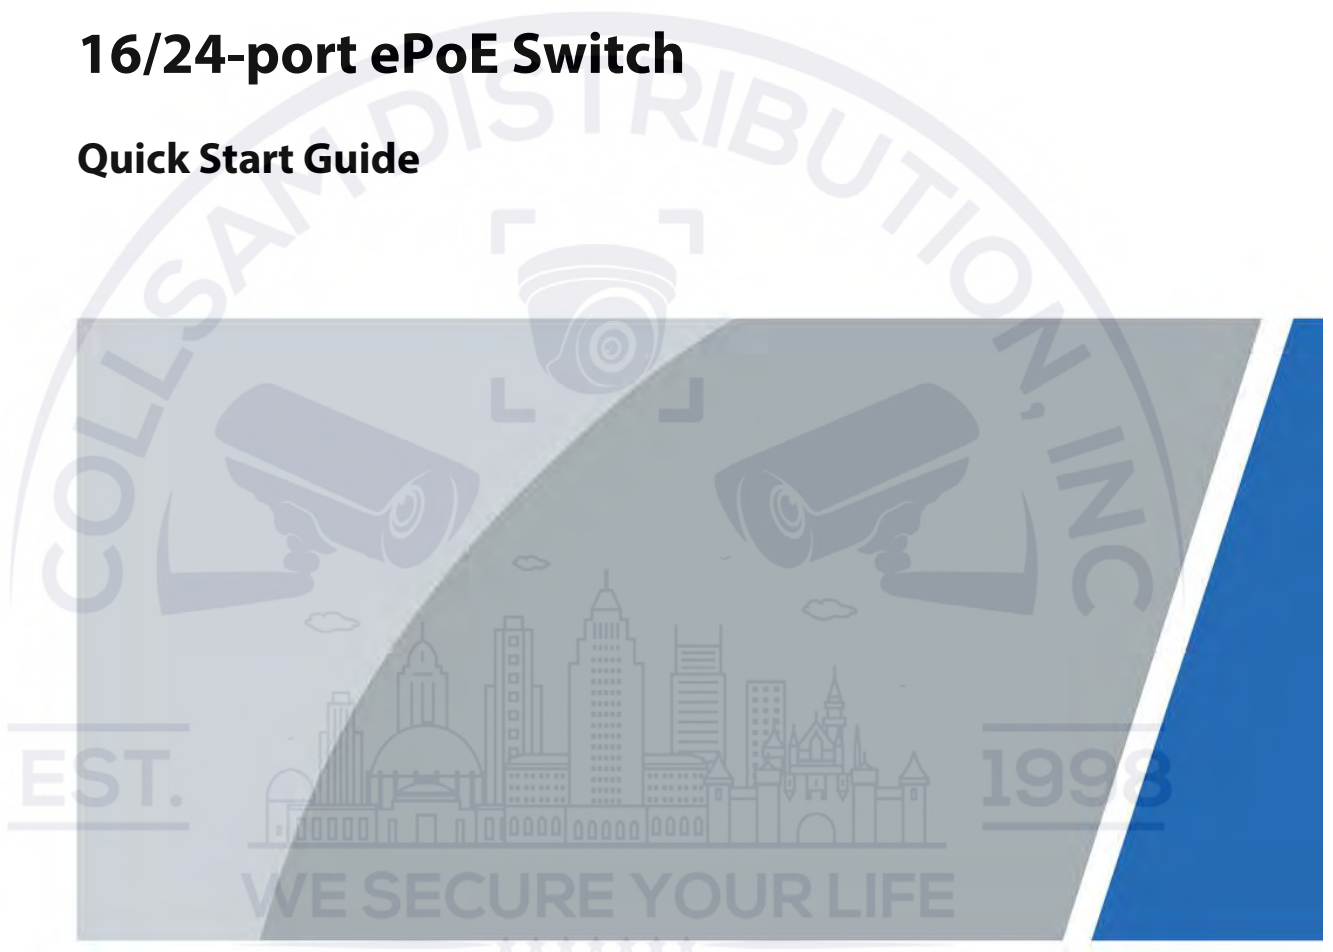 16/24-port ePoE Switch
Quick Start Guide
COLLSAM DISTRIBUTION, INC
EST. 1998
WE SECURE YOUR LIFE